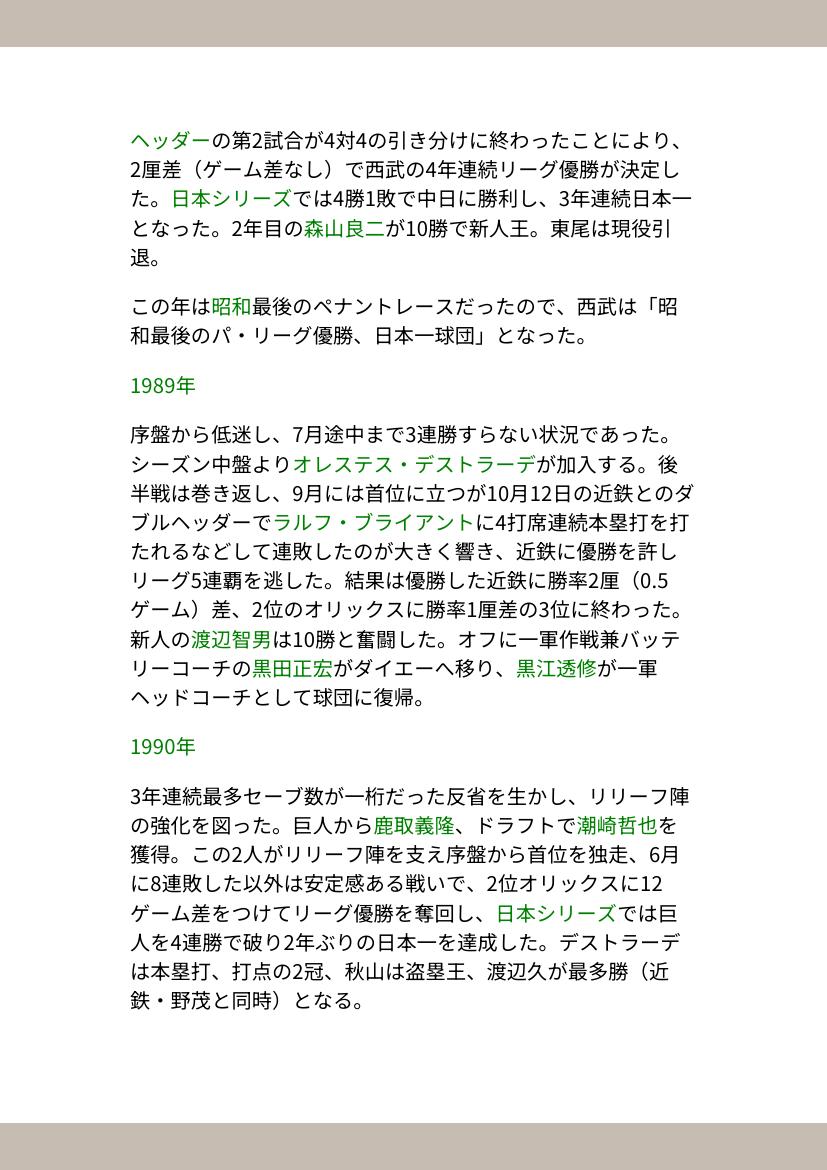 ヘッダーの第2試合が4対4の引き分けに終わったことにより、
2厘差（ゲーム差なし）で西武の4年連続リーグ優勝が決定し
た。日本シリーズでは4勝1敗で中日に勝利し、3年連続日本一
となった。2年目の森山良二が10勝で新人王。東尾は現役引
退。
この年は昭和最後のペナントレースだったので、西武は「昭
和最後のパ・リーグ優勝、日本一球団」となった。
1989年
序盤から低迷し、7月途中まで3連勝すらない状況であった。
シーズン中盤よりオレステス・デストラーデが加入する。後
半戦は巻き返し、9月には首位に立つが10月12日の近鉄とのダ
ブルヘッダーでラルフ・ブライアントに4打席連続本塁打を打
たれるなどして連敗したのが大きく響き、近鉄に優勝を許し
リーグ5連覇を逃した。結果は優勝した近鉄に勝率2厘（0.5
ゲーム）差、2位のオリックスに勝率1厘差の3位に終わった。
新人の渡辺智男は10勝と奮闘した。オフに一軍作戦兼バッテ
リーコーチの黒田正宏がダイエーへ移り、黒江透修が一軍
ヘッドコーチとして球団に復帰。
1990年
3年連続最多セーブ数が一桁だった反省を生かし、リリーフ陣
の強化を図った。巨人から鹿取義隆、ドラフトで潮崎哲也を
獲得。この2人がリリーフ陣を支え序盤から首位を独走、6月
に8連敗した以外は安定感ある戦いで、2位オリックスに12
ゲーム差をつけてリーグ優勝を奪回し、日本シリーズでは巨
人を4連勝で破り2年ぶりの日本一を達成した。デストラーデ
は本塁打、打点の2冠、秋山は盗塁王、渡辺久が最多勝（近
鉄・野茂と同時）となる。